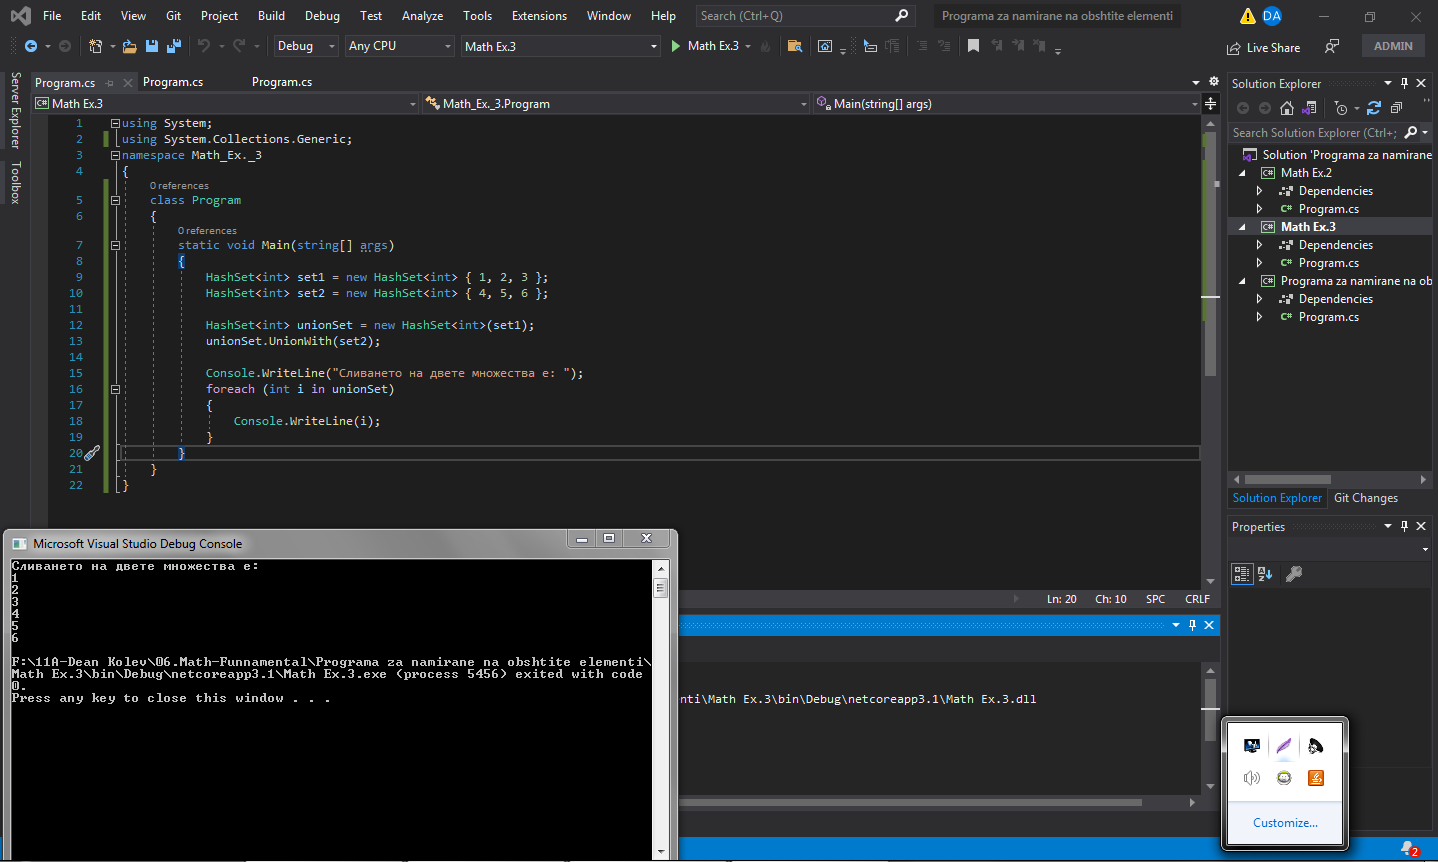 File Edit View Git Project Build Debug Test Analyze Tools Extensions Window Help Search (Ctrl+Q) Programa za namirane na obshtite elementi DA
Debug Any CPU Math Ex.3 Math Ex.3 Live Share ADMIN
Server Explorer
Toolbox
Program.cs Program.cs Program.cs
C# Math Ex.3 Math_Ex._3.Program Main(string[] args)
1 using System;
2 using System.Collections.Generic;
3 namespace Math_Ex._3
4 {
0 references
5 class Program
6 {
0 references
7 static void Main(string[] args)
8 {
9 HashSet<int> set1 = new HashSet<int> { 1, 2, 3 };
10 HashSet<int> set2 = new HashSet<int> { 4, 5, 6 };
11
12 HashSet<int> unionSet = new HashSet<int>(set1);
13 unionSet.UnionWith(set2);
14
15 Console.WriteLine("Сливането на двете множества е: ");
16 foreach (int i in unionSet)
17 {
18 Console.WriteLine(i);
19 }
20 }
21 }
22 }
Ln: 20 Ch: 10 SPC CRLF
Solution Explorer
Search Solution Explorer (Ctrl+;
Solution 'Programa za namirane
C# Math Ex.2
Dependencies
C# Program.cs
C# Math Ex.3
Dependencies
C# Program.cs
C# Programa za namirane na ob
Dependencies
C# Program.cs
Solution Explorer Git Changes
Properties
Microsoft Visual Studio Debug Console
Сливането на двете множества е:
1
2
3
4
5
6
F:\11A-Dean Kolev\06.Math-Funnamental\Programa za namirane na obshtite elementi\
Math Ex.3\bin\Debug\netcoreapp3.1\Math Ex.3.exe (process 5456) exited with code
0.
Press any key to close this window . . .
nti\Math Ex.3\bin\Debug\netcoreapp3.1\Math Ex.3.dll
Customize...
2